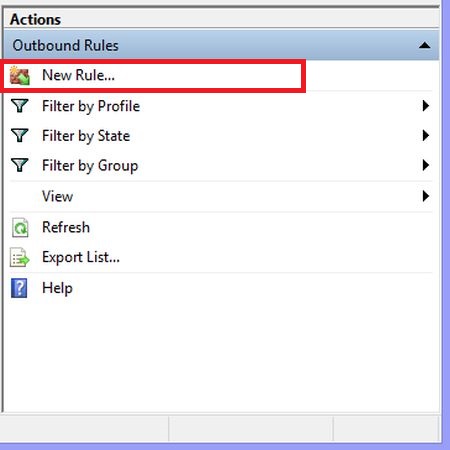 Actions
Outbound Rules
New Rule...
Filter by Profile
Filter by State
Filter by Group
View
Refresh
Export List...
Help